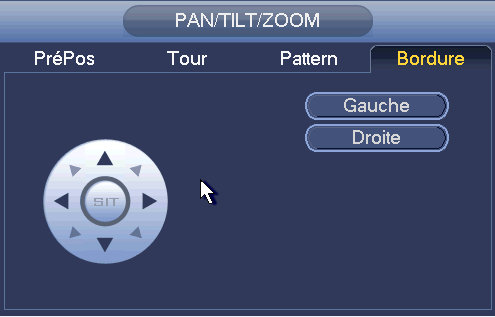 PAN/TILT/ZOOM
PréPos Tour Pattern Bordure
Gauche
Droite
SIT